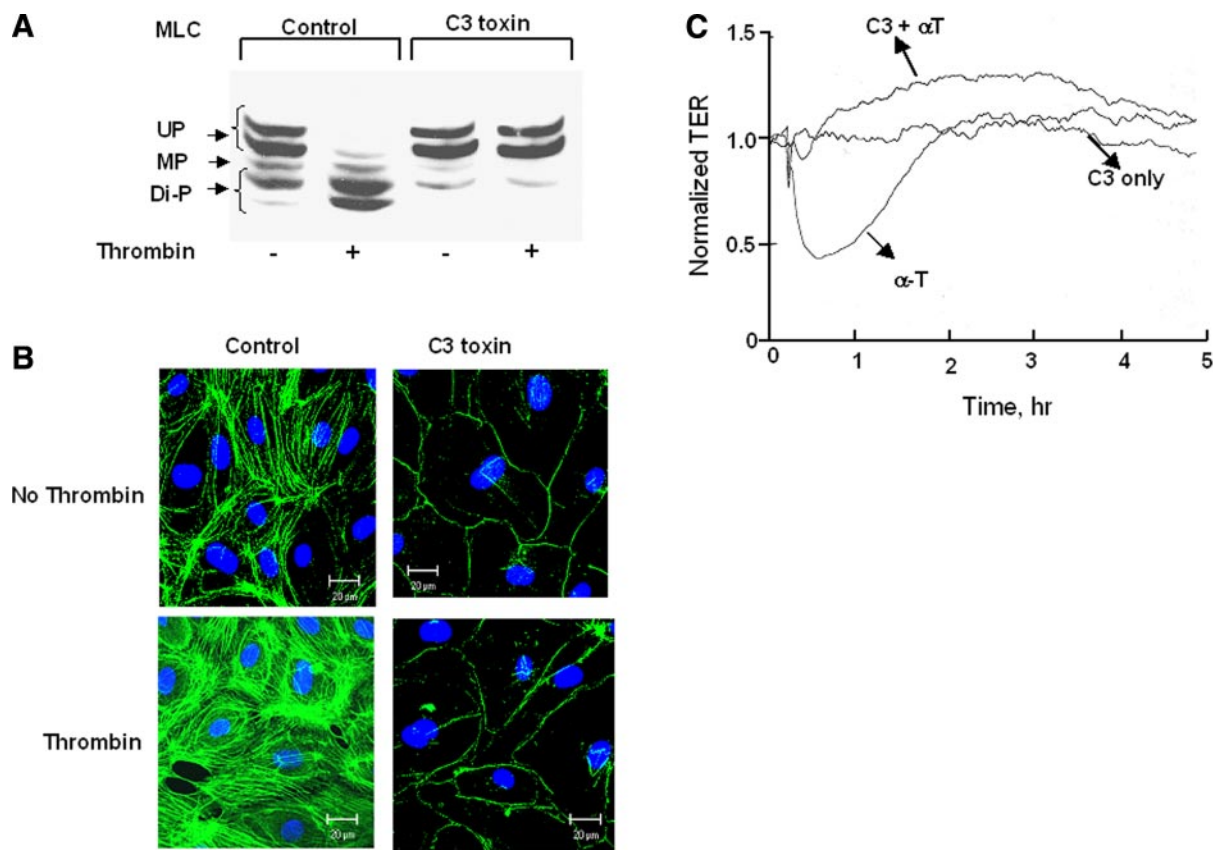 A
MLC
Control
C3 toxin
UP
MP
Di-P
Thrombin - + - +
B
Control
C3 toxin
No Thrombin
20 µm
20 µm
Thrombin
20 µm
20 µm
C
C3 + αT
1.5
1.0
0.5
0
Normalized TER
C3 only
α-T
0 1 2 3 4 5
Time, hr